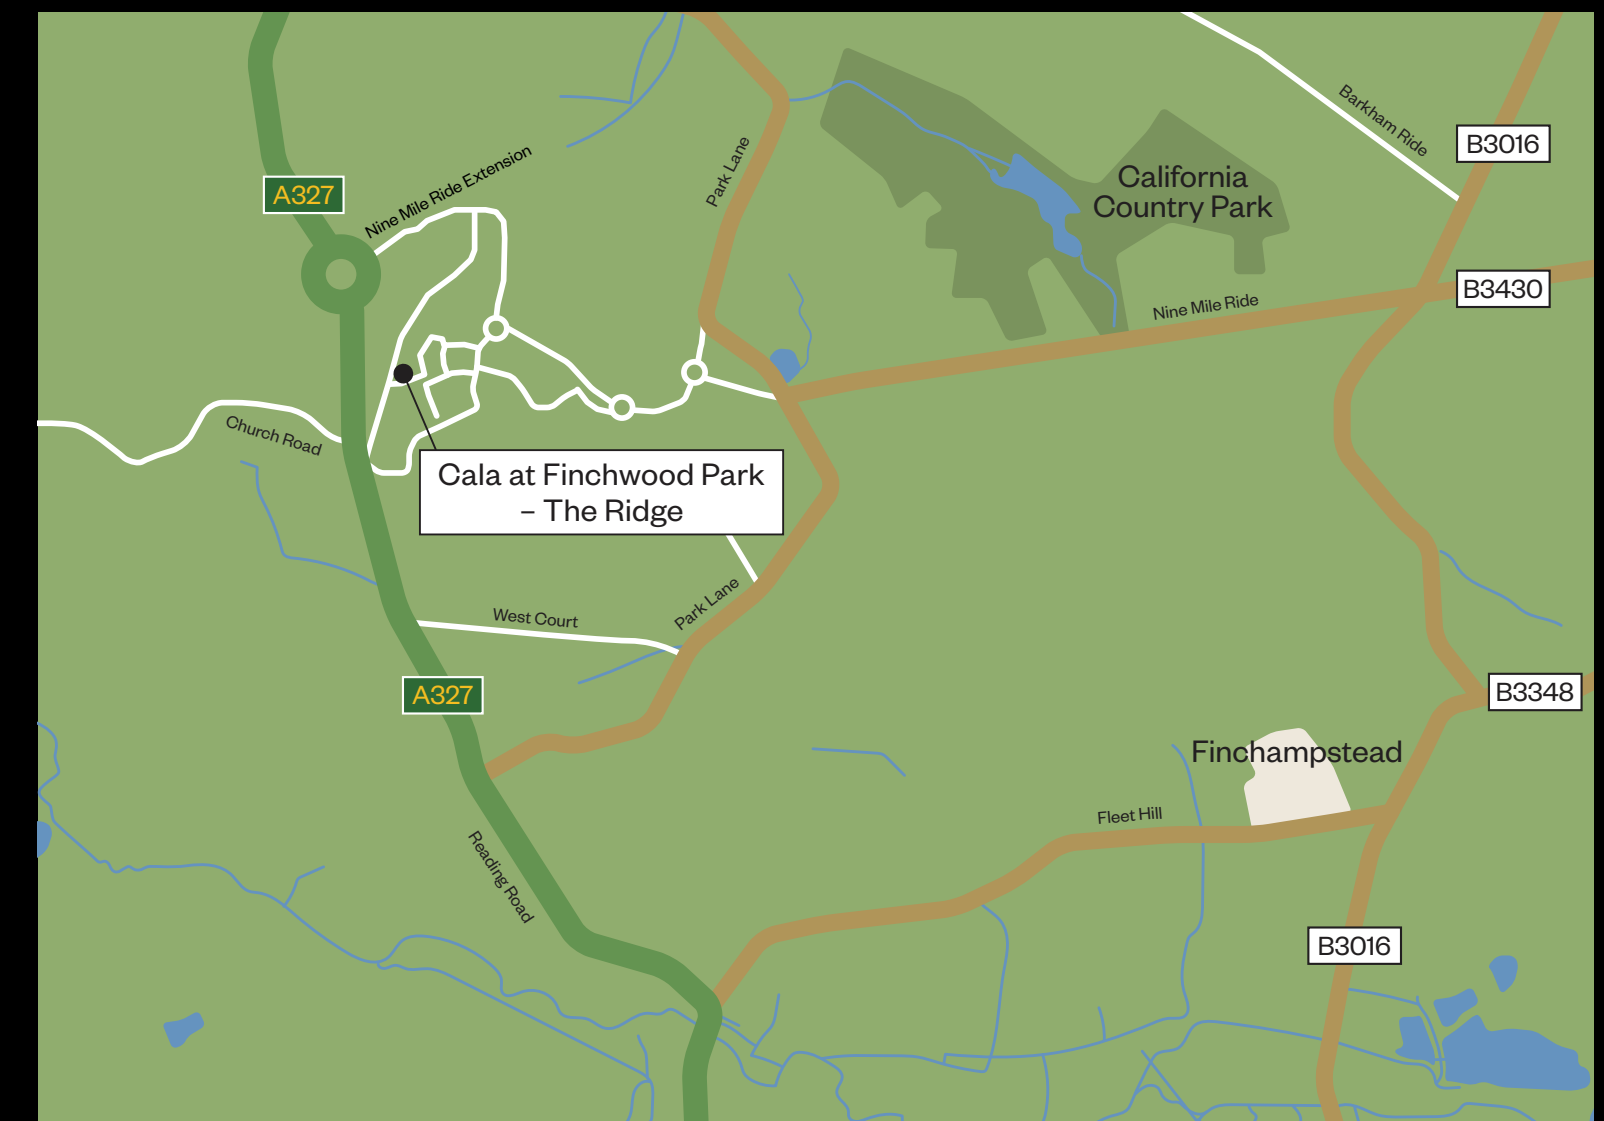 Barkham Ride
B3016
A327
Nine Mile Ride Extension
Park Lane
California
Country Park
B3430
Nine Mile Ride
Church Road
Cala at Finchwood Park
– The Ridge
Park Lane
West Court
A327
B3348
Finchampstead
Fleet Hill
Reading Road
B3016